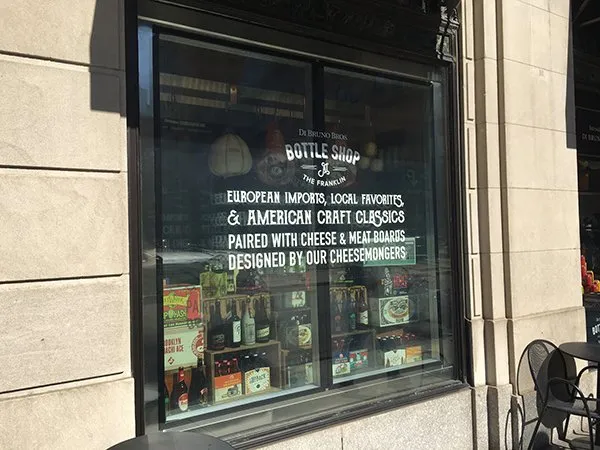 DI BRUNO BROS.
BOTTLE SHOP
THE FRANKLIN
EUROPEAN IMPORTS, LOCAL FAVORITES,
& AMERICAN CRAFT CLASSICS
PAIRED WITH CHEESE & MEAT BOARDS
DESIGNED BY OUR CHEESEMONGERS